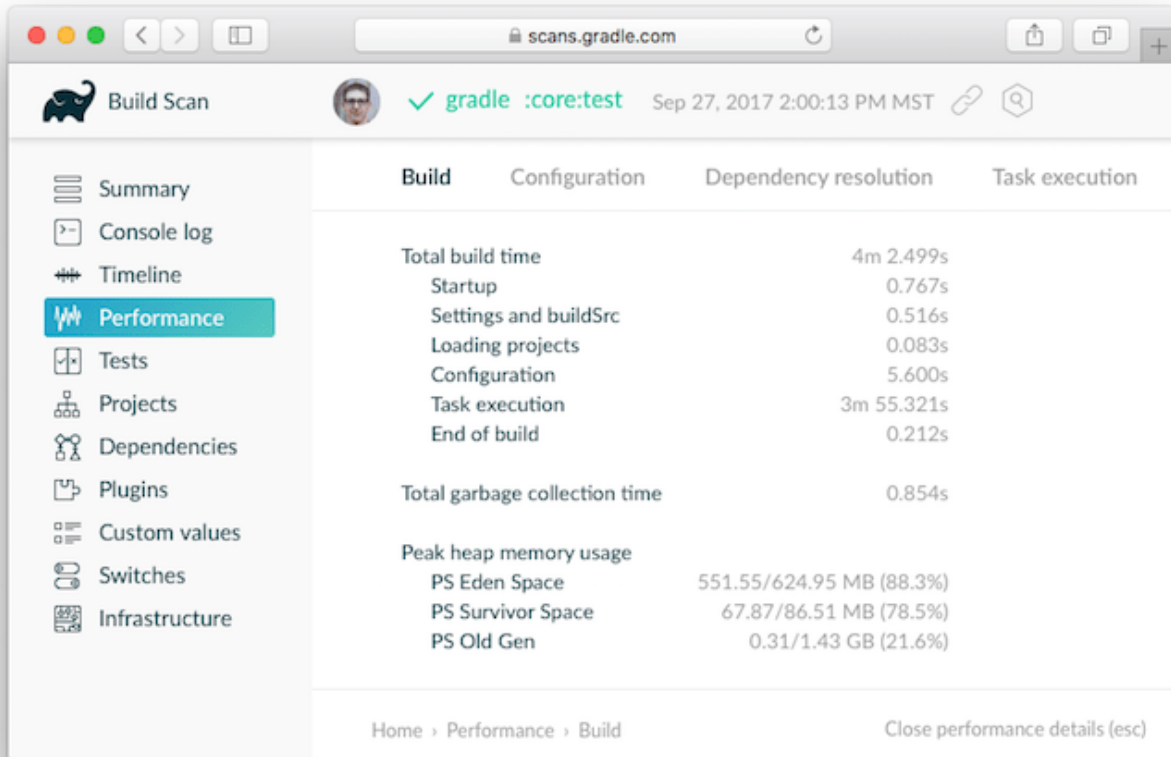 scans.gradle.com
Build Scan
gradle :core:test Sep 27, 2017 2:00:13 PM MST
Summary
Console log
Timeline
Performance
Tests
Projects
Dependencies
Plugins
Custom values
Switches
Infrastructure
Build Configuration Dependency resolution Task execution
Total build time 4m 2.499s
Startup 0.767s
Settings and buildSrc 0.516s
Loading projects 0.083s
Configuration 5.600s
Task execution 3m 55.321s
End of build 0.212s
Total garbage collection time 0.854s
Peak heap memory usage
PS Eden Space 551.55/624.95 MB (88.3%)
PS Survivor Space 67.87/86.51 MB (78.5%)
PS Old Gen 0.31/1.43 GB (21.6%)
Home › Performance › Build Close performance details (esc)